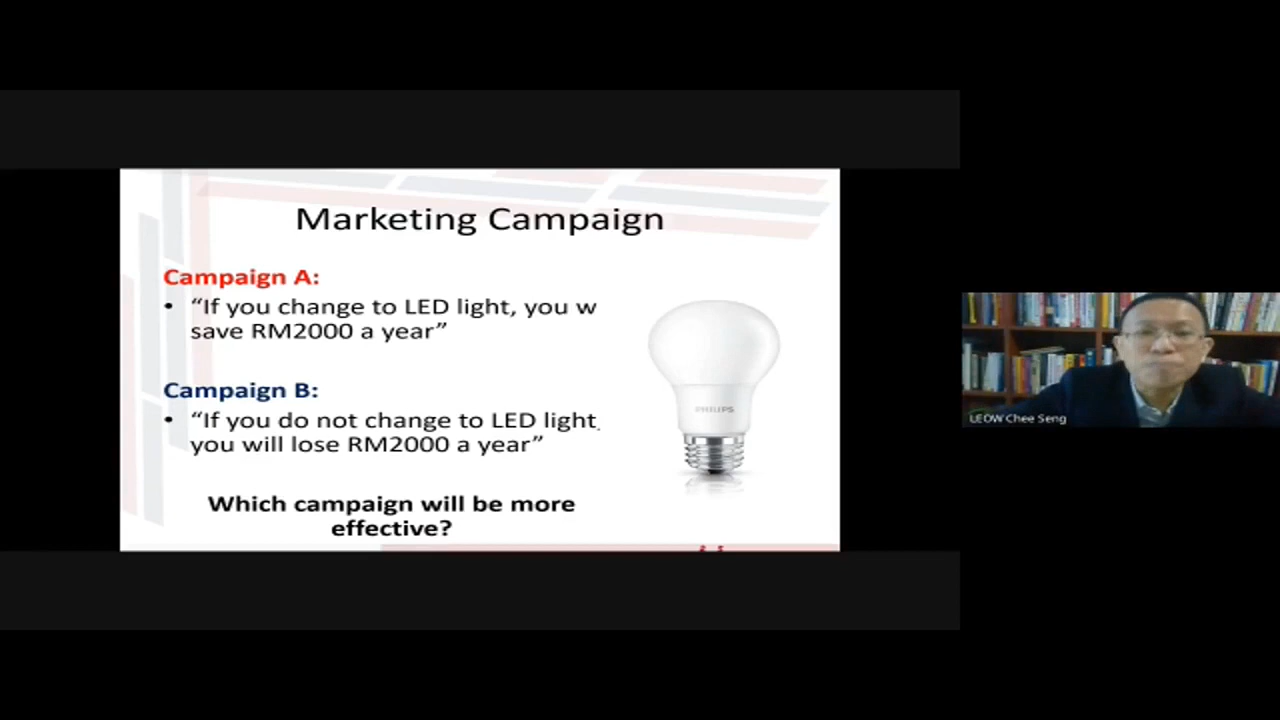 Marketing Campaign
Campaign A:
• “If you change to LED light, you w
save RM2000 a year”
Campaign B:
• “If you do not change to LED light,
you will lose RM2000 a year”
PHILIPS
Which campaign will be more
effective?
LEOW Chee Seng